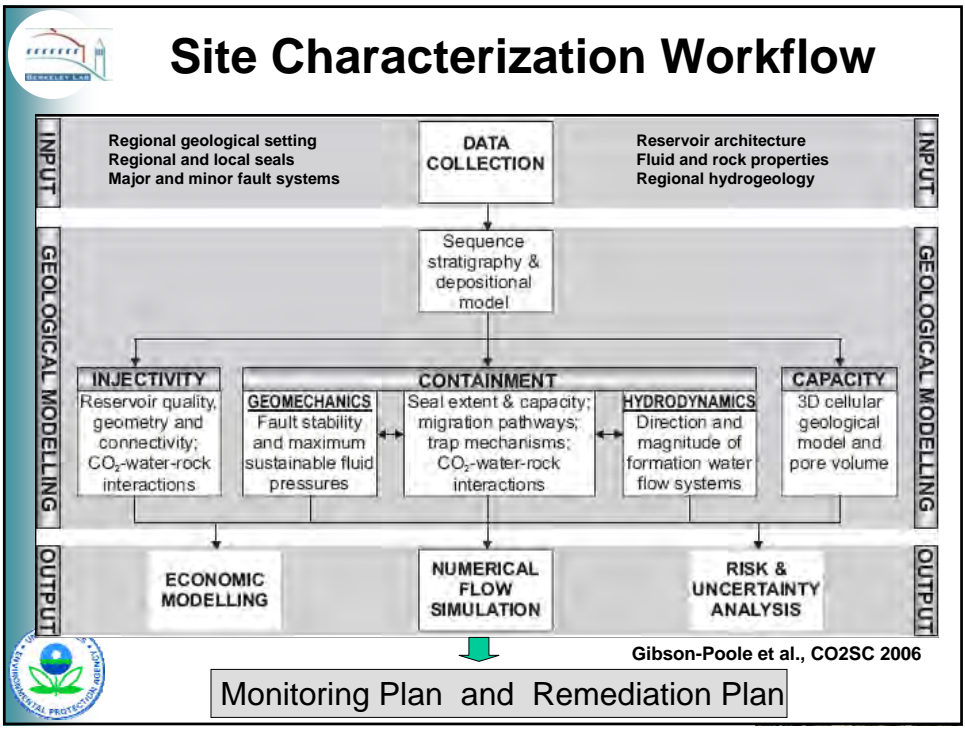 BERKELEY LAB
Site Characterization Workflow
INPUT
Regional geological setting
Regional and local seals
Major and minor fault systems
DATA
COLLECTION
Reservoir architecture
Fluid and rock properties
Regional hydrogeology
INPUT
GEOLOGICAL MODELLING
Sequence
stratigraphy &
depositional
model
GEOLOGICAL MODELLING
INJECTIVITY
Reservoir quality,
geometry and
connectivity;
CO₂-water-rock
interactions
CONTAINMENT
GEOMECHANICS
Fault stability
and maximum
sustainable fluid
pressures
Seal extent & capacity;
migration pathways;
trap mechanisms;
CO₂-water-rock
interactions
HYDRODYNAMICS
Direction and
magnitude of
formation water
flow systems
CAPACITY
3D cellular
geological
model and
pore volume
OUTPUT
ECONOMIC
MODELLING
NUMERICAL
FLOW
SIMULATION
RISK &
UNCERTAINTY
ANALYSIS
OUTPUT
Gibson-Poole et al., CO2SC 2006
ENVIRONMENTAL PROTECTION AGENCY
Monitoring Plan and Remediation Plan